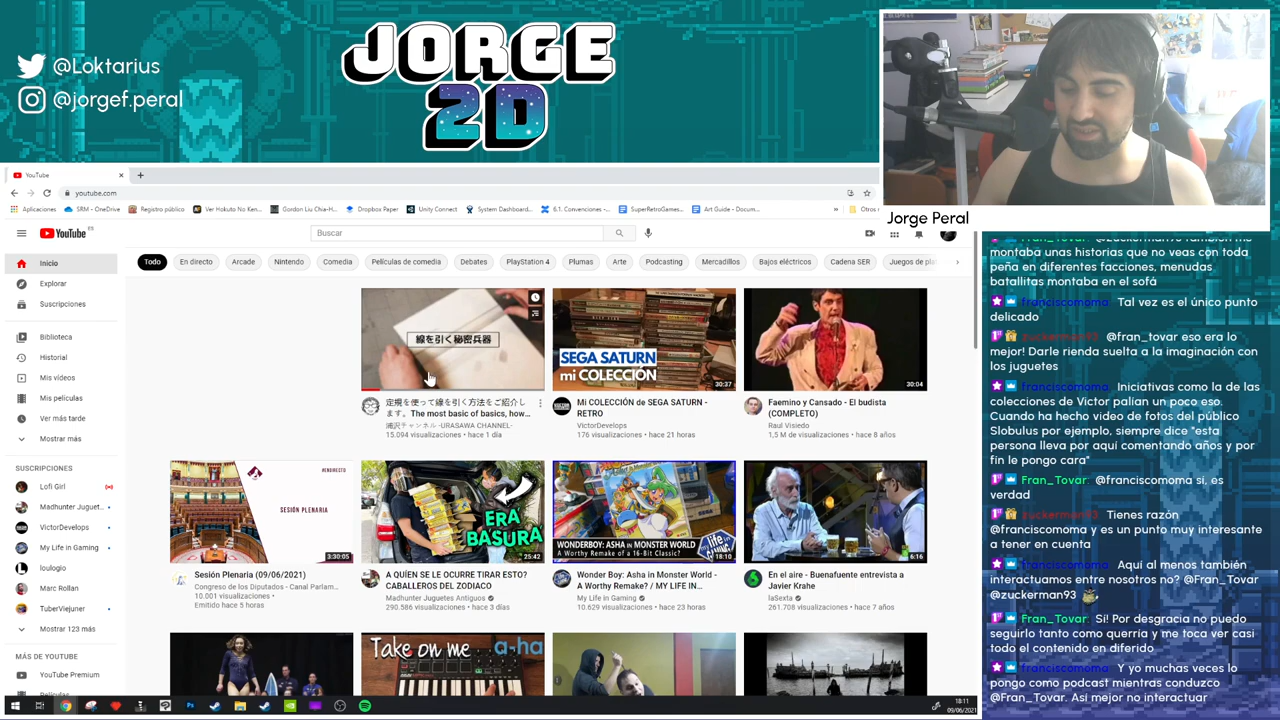 @Loktarius
@jorgef.peral
JORGE
2D
Jorge Peral
YouTube
youtube.com
Aplicaciones
SRM - OneDrive
Registro público
Ver Hokuto No Ken...
Gordon Liu Chia-H...
Dropbox Paper
Unity Connect
System Dashboard...
6.1. Convenciones -...
SuperRetroGames...
Art Guide - Docum...
»
Otros
YouTube ES
Buscar
Inicio
Explorar
Suscripciones
Biblioteca
Historial
Mis vídeos
Mis películas
Ver más tarde
Mostrar más
SUSCRIPCIONES
Lofi Girl
Madhunter Juguet...
VictorDevelops
My Life in Gaming
loulogio
Marc Rollan
TuberViejuner
Mostrar 123 más
MÁS DE YOUTUBE
YouTube Premium
Películas
Todo
En directo
Arcade
Nintendo
Comedia
Películas de comedia
Debates
PlayStation 4
Plumas
Arte
Podcasting
Mercadillos
Bajos eléctricos
Cadena SER
Juegos de pla
線を引く秘密兵器
定規を使って線を引く方法をご紹介し
ます。The most basic of basics, how...
浦沢チャンネル -URASAWA CHANNEL-
15.094 visualizaciones • hace 1 día
SEGA SATURN
mi COLECCIÓN
30:37
Mi COLECCIÓN de SEGA SATURN -
RETRO
VictorDevelops
176 visualizaciones • hace 21 horas
30:04
Faemino y Cansado - El budista
(COMPLETO)
Raul Visiedo
1,5 M de visualizaciones • hace 8 años
#ENDIRECTO
SESIÓN PLENARIA
3:30:05
Sesión Plenaria (09/06/2021)
Congreso de los Diputados - Canal Parlam...
10.001 visualizaciones •
Emitido hace 5 horas
ERA
BASURA
25:42
A QUÍEN SE LE OCURRE TIRAR ESTO?
CABALLEROS DEL ZODIACO
Madhunter Juguetes Antiguos
290.586 visualizaciones • hace 3 días
WONDERBOY: ASHA IN MONSTER WORLD
A Worthy Remake of a 16-Bit Classic?
18:10
Wonder Boy: Asha in Monster World -
A Worthy Remake? / MY LIFE IN...
My Life in Gaming
10.629 visualizaciones • hace 23 horas
6:16
En el aire - Buenafuente entrevista a
Javier Krahe
laSexta
261.708 visualizaciones • hace 7 años
Take on me
a-ha
18:11
09/06/2021
montaba unas historias que no veas con toda
peña en diferentes facciones, menudas
batallitas montaba en el sofá
franciscomoma Tal vez es el único punto
delicado
zuckerman93 @fran_tovar eso era lo
mejor! Darle rienda suelta a la imaginación con
los juguetes
franciscomoma Iniciativas como la de las
colecciones de Victor palian un poco eso.
Cuando ha hecho video de fotos del público
Slobulus por ejemplo, siempre dice "esta
persona lleva por aquí comentando años y por
fin le pongo cara"
Fran_Tovar @franciscomoma sí, es
verdad
zuckerman93 Tienes razón
@franciscomoma y es un punto muy interesante
a tener en cuenta
franciscomoma Aquí al menos también
interactuamos entre nosotros no? @Fran_Tovar
@zuckerman93
Fran_Tovar Sí! Por desgracia no puedo
seguirlo tanto como querría y me toca ver casi
todo el contenido en diferido
franciscomoma Y yo muchas veces lo
pongo como podcast mientras conduzco
@Fran_Tovar. Así mejor no interactuar